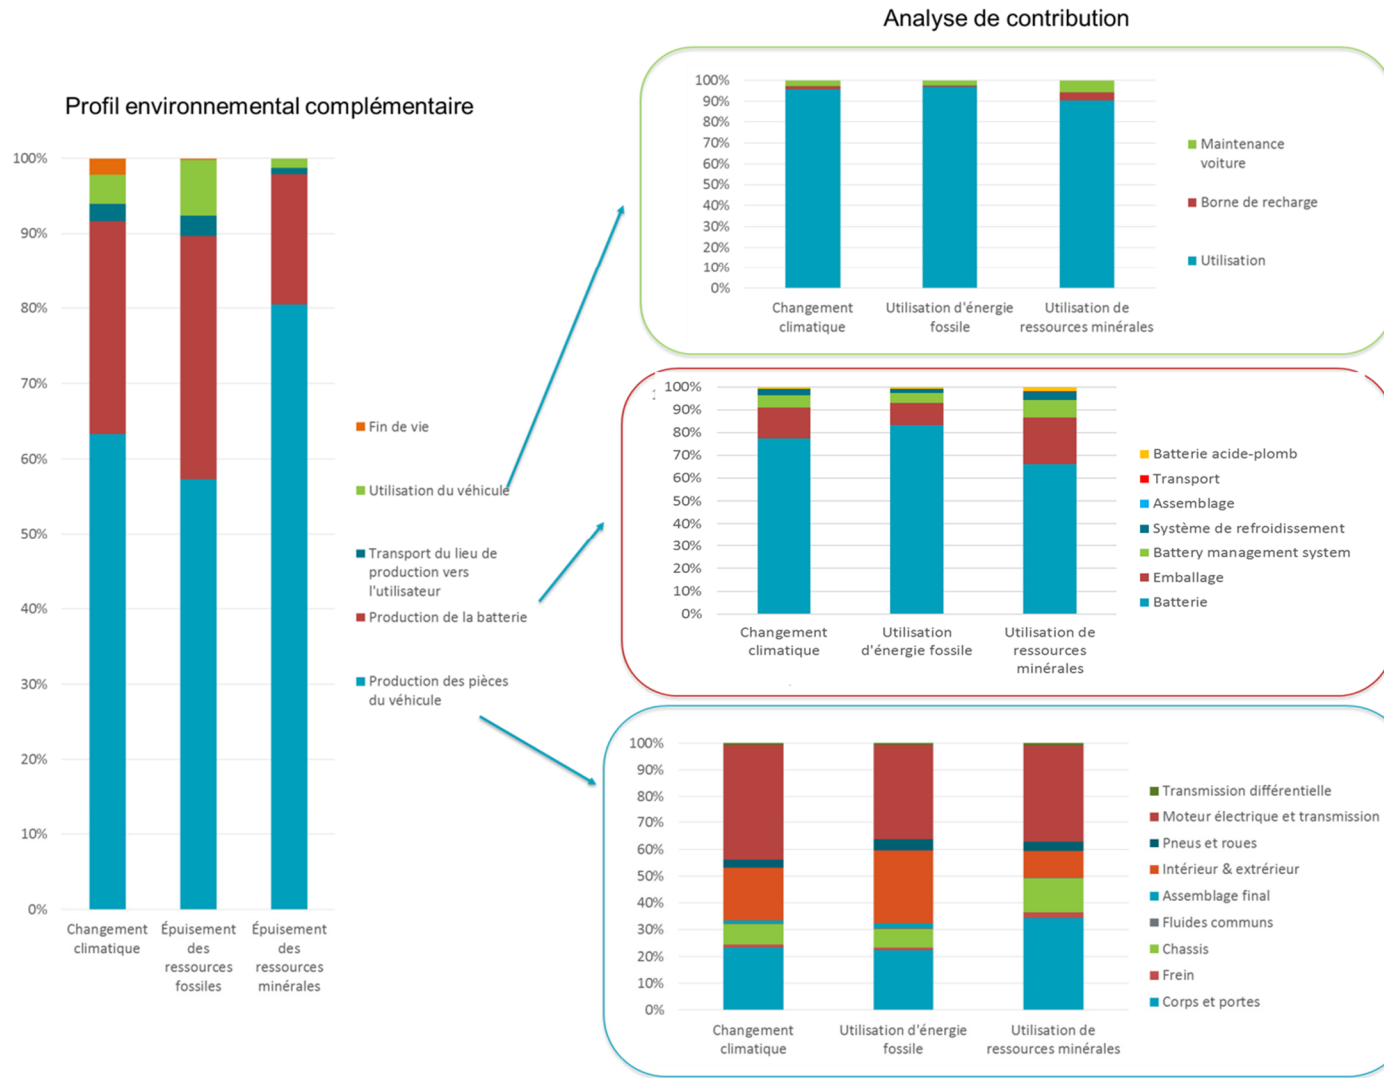 Analyse de contribution
Profil environnemental complémentaire
100%
90%
80%
70%
60%
50%
40%
30%
20%
10%
0%
Changement
climatique
Épuisement
des
ressources
fossiles
Épuisement
des
ressources
minérales
Fin de vie
Utilisation du véhicule
Transport du lieu de
production vers
l'utilisateur
Production de la batterie
Production des pièces
du véhicule
100%
90%
80%
70%
60%
50%
40%
30%
20%
10%
0%
Changement
climatique
Utilisation d'énergie
fossile
Utilisation de
ressources minérales
Maintenance
voiture
Borne de recharge
Utilisation
100%
90%
80%
70%
60%
50%
40%
30%
20%
10%
0%
Changement
climatique
Utilisation
d'énergie fossile
Utilisation de
ressources
minérales
Batterie acide-plomb
Transport
Assemblage
Système de refroidissement
Battery management system
Emballage
Batterie
100%
90%
80%
70%
60%
50%
40%
30%
20%
10%
0%
Changement
climatique
Utilisation d'énergie
fossile
Utilisation de
ressources minérales
Transmission différentielle
Moteur électrique et transmission
Pneus et roues
Intérieur & extrérieur
Assemblage final
Fluides communs
Chassis
Frein
Corps et portes